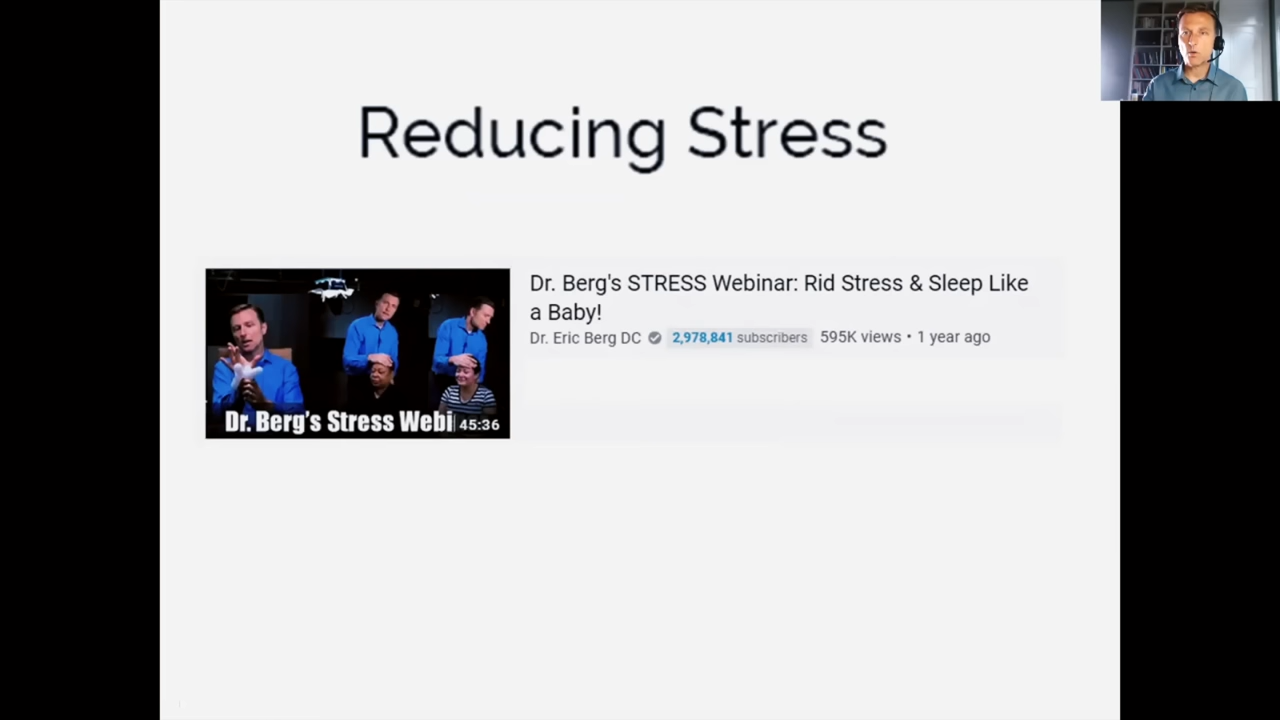 Reducing Stress
Dr. Berg's STRESS Webinar: Rid Stress & Sleep Like
a Baby!
Dr. Eric Berg DC 2,978,841 subscribers 595K views • 1 year ago
Dr. Berg's Stress Webi 45:36